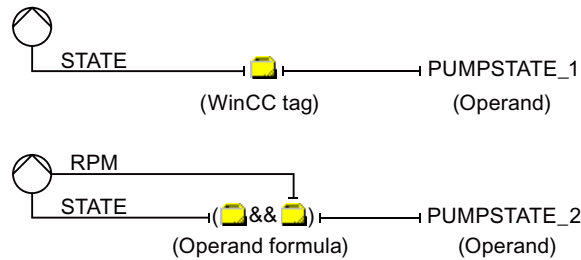 STATE
PUMPSTATE_1
(WinCC tag)
(Operand)
RPM
STATE
(&&)
PUMPSTATE_2
(Operand formula)
(Operand)